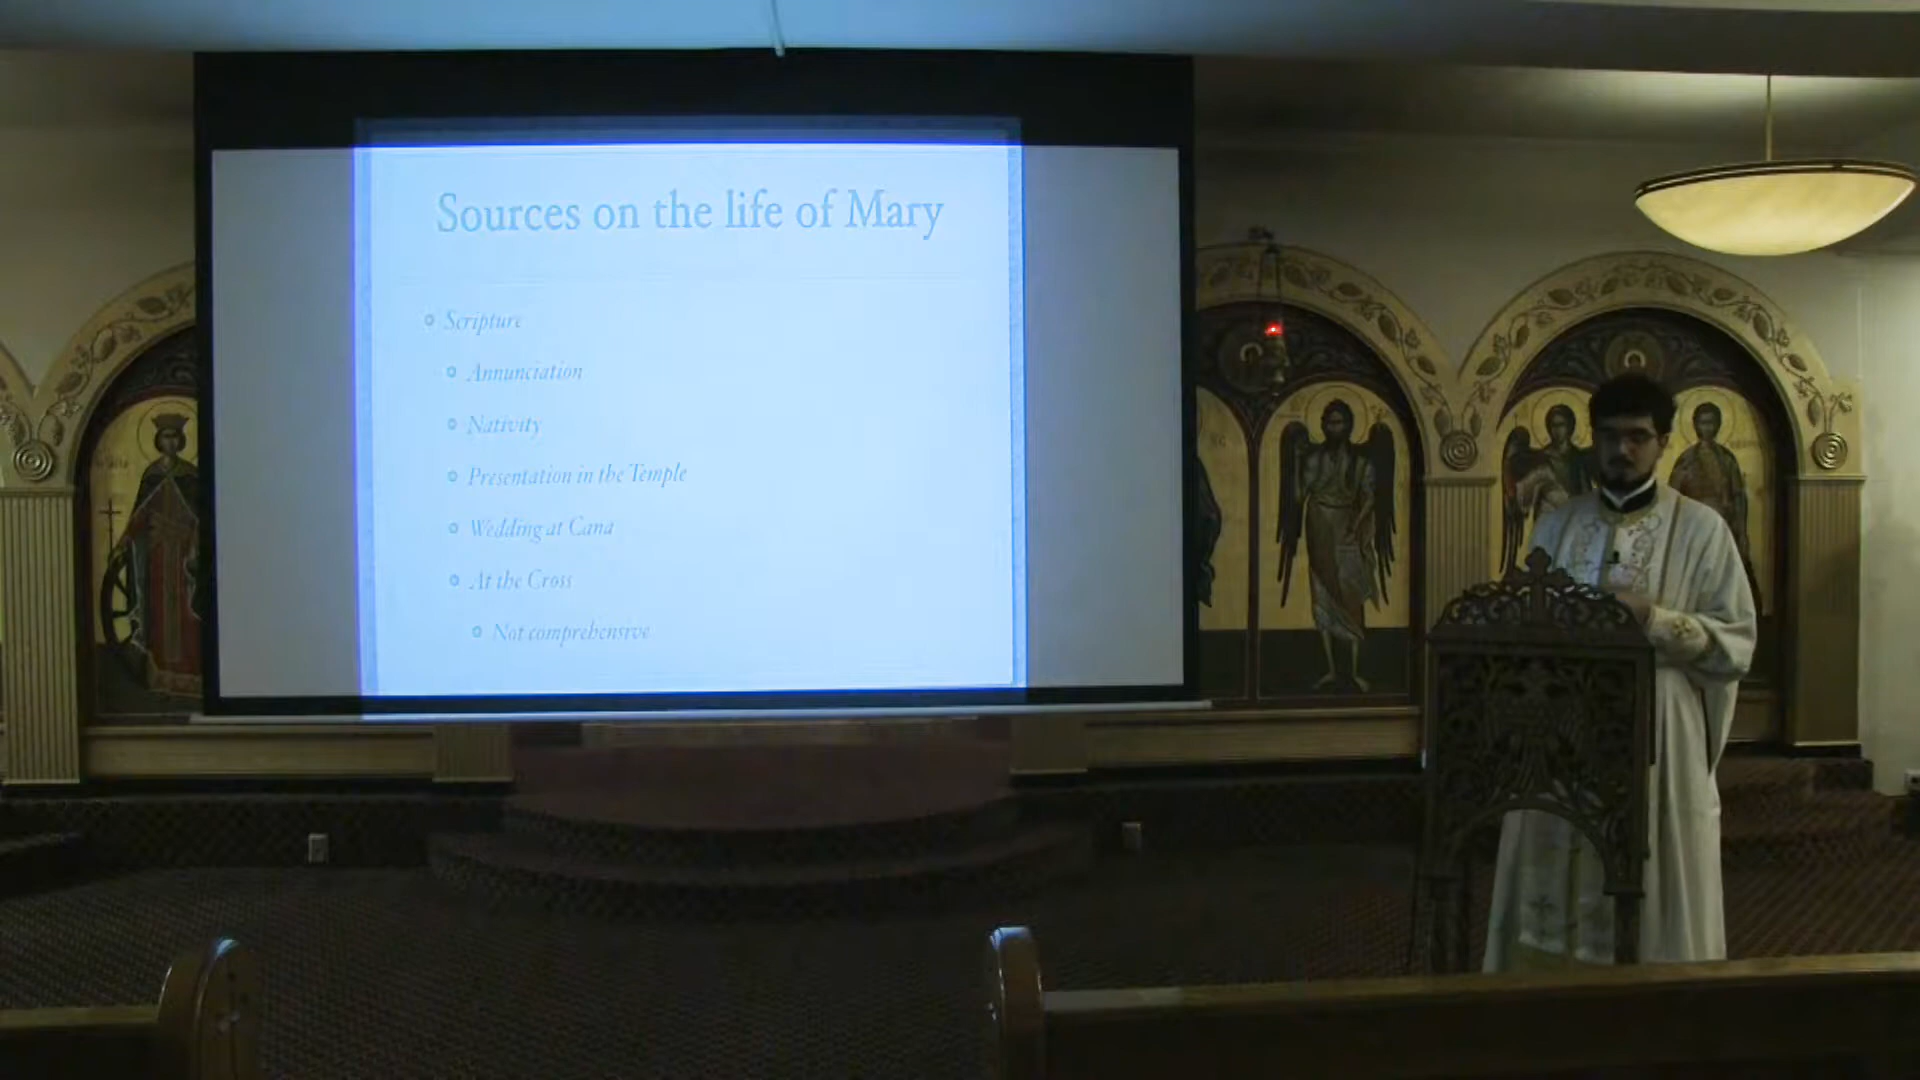 Sources on the life of Mary
Scripture
Annunciation
Nativity
Presentation in the Temple
Wedding at Cana
At the Cross
Not comprehensive